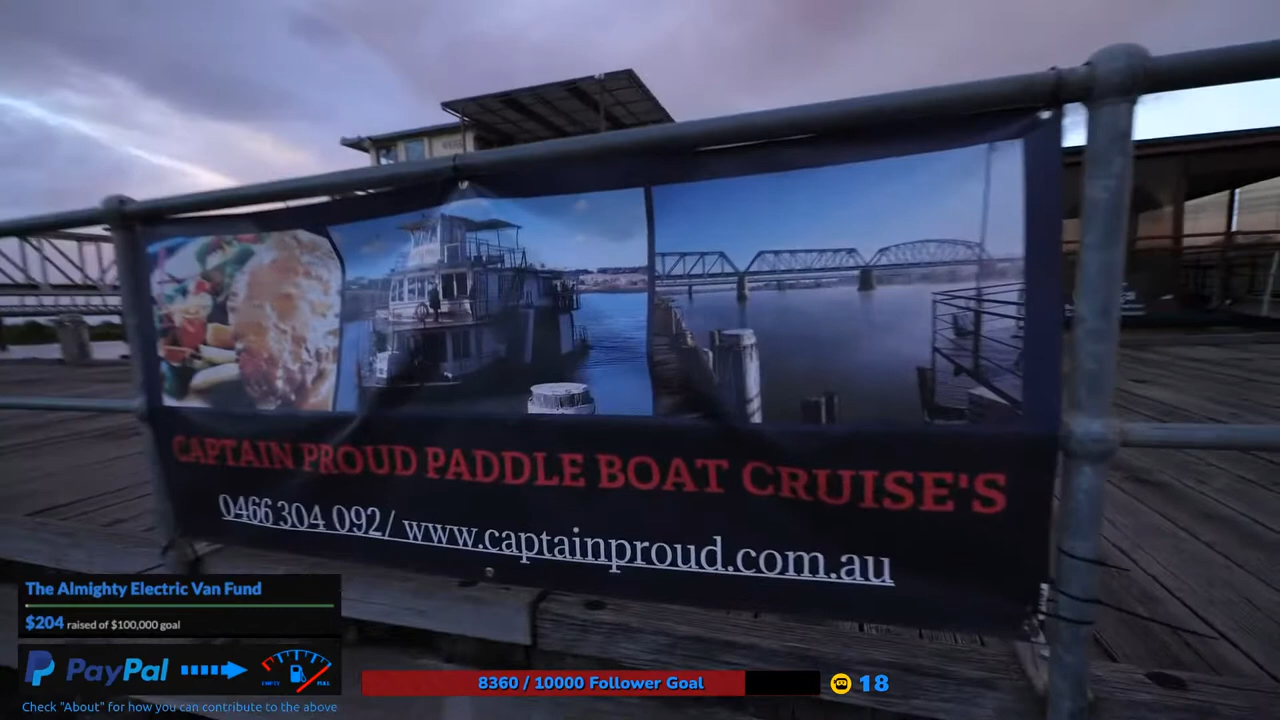 CAPTAIN PROUD PADDLE BOAT CRUISE'S
0466 304 092/ www.captainproud.com.au
The Almighty Electric Van Fund
$204 raised of $100,000 goal
PayPal
EMPTY FULL
8360 / 10000 Follower Goal
18
Check "About" for how you can contribute to the above